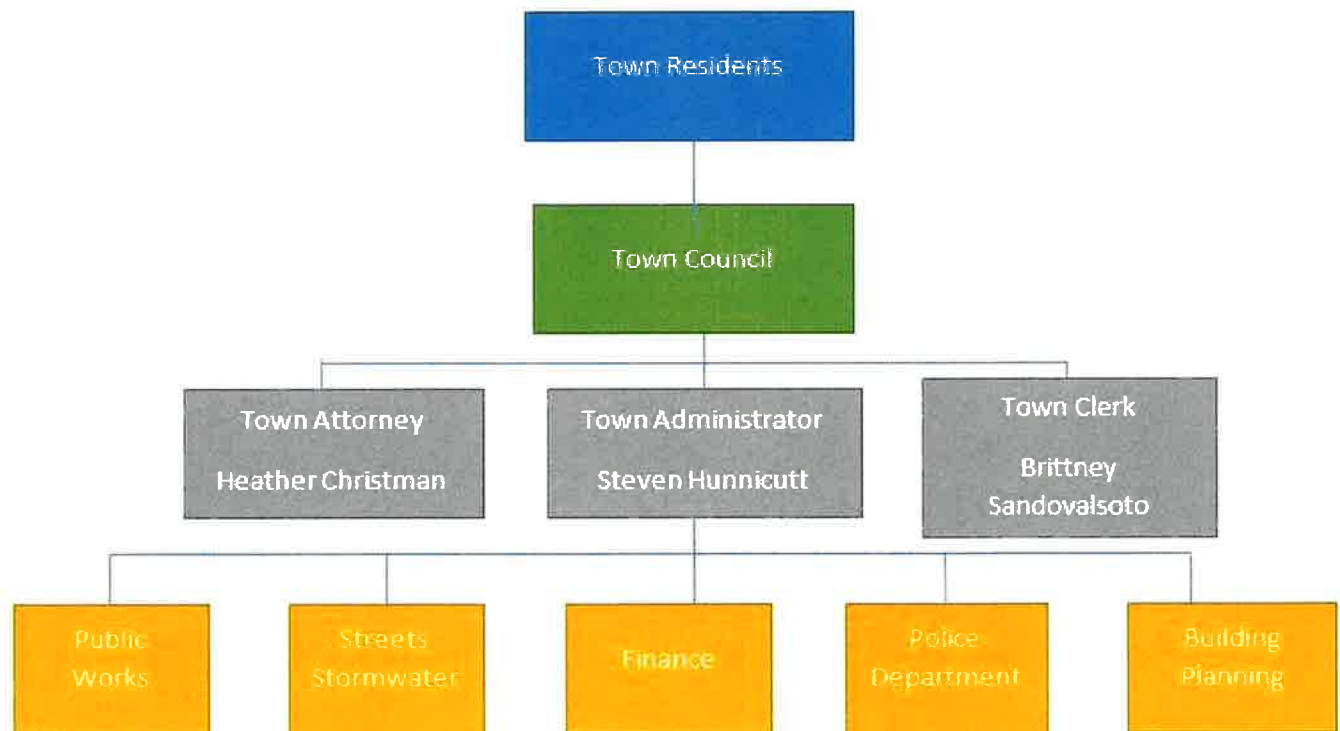 Town Residents
Town Council
Town Attorney
Heather Christman
Town Administrator
Steven Hunnicutt
Town Clerk
Brittney
Sandovalsoto
Public
Works
Streets
Stormwater
Finance
Police
Department
Building
Planning